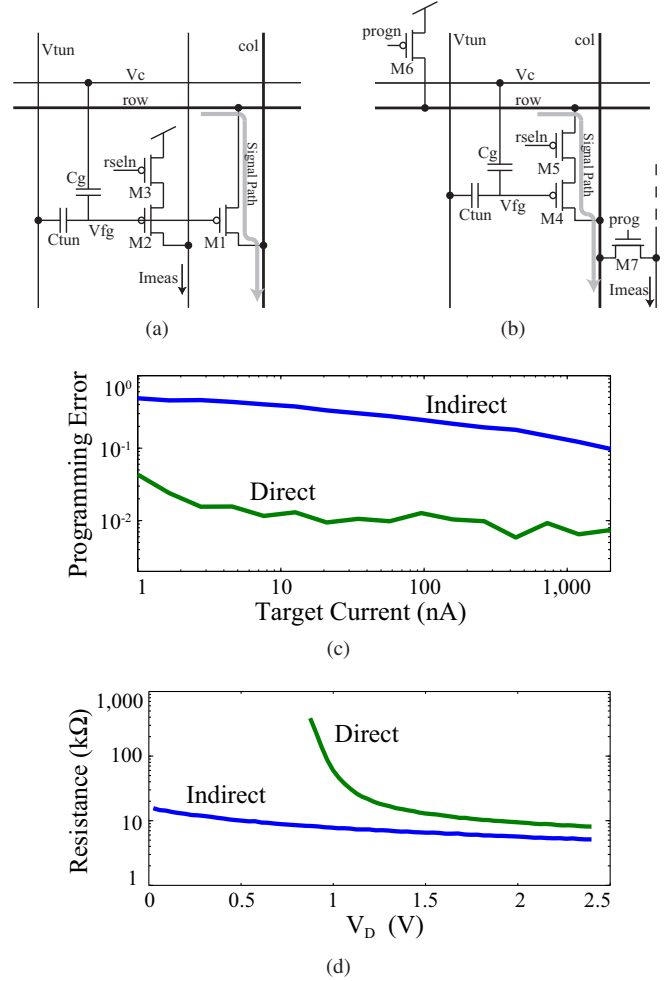 Vtun
col
Vc
row
rseln
M3
Cg
Signal Path
Ctun
Vfg
M2
M1
Imeas
(a)
progn
M6
Vtun
col
Vc
row
rseln
M5
Cg
Signal Path
M4
Ctun
Vfg
prog
M7
Imeas
(b)
Programming Error
10^0
10^-1
10^-2
Indirect
Direct
1 10 100 1,000
Target Current (nA)
(c)
Resistance (kΩ)
1,000
100
10
1
Direct
Indirect
0 0.5 1 1.5 2 2.5
V_D (V)
(d)